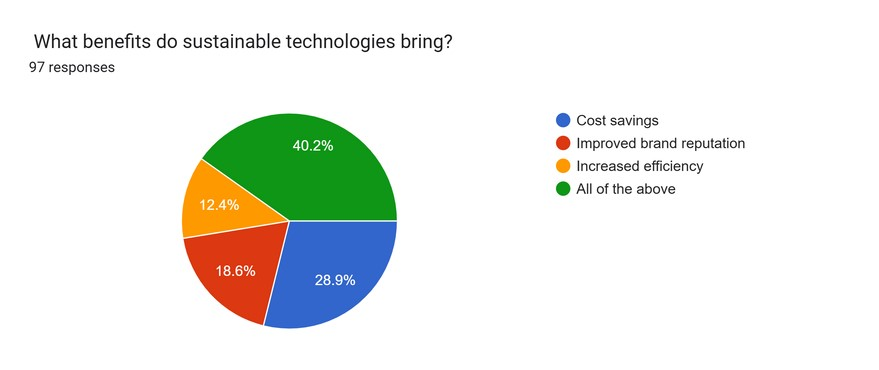 What benefits do sustainable technologies bring?
97 responses
40.2%
12.4%
18.6%
28.9%
Cost savings
Improved brand reputation
Increased efficiency
All of the above